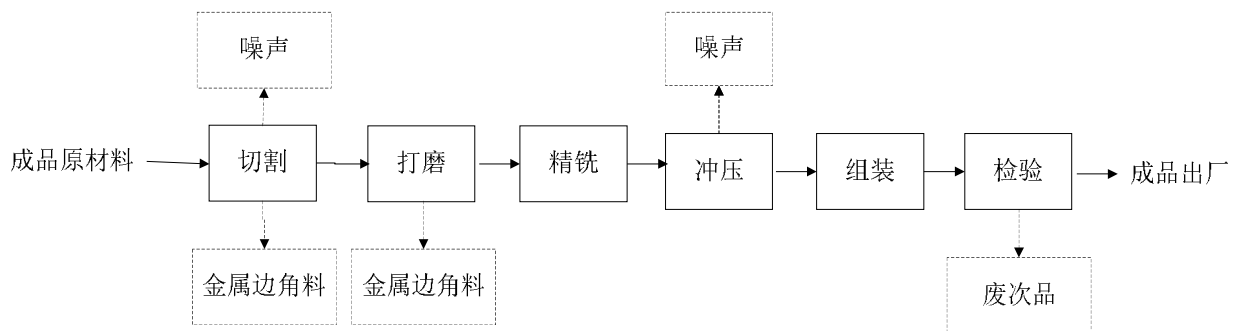 噪声
噪声
成品原材料
切割
打磨
精铣
冲压
组装
检验
成品出厂
金属边角料
金属边角料
废次品